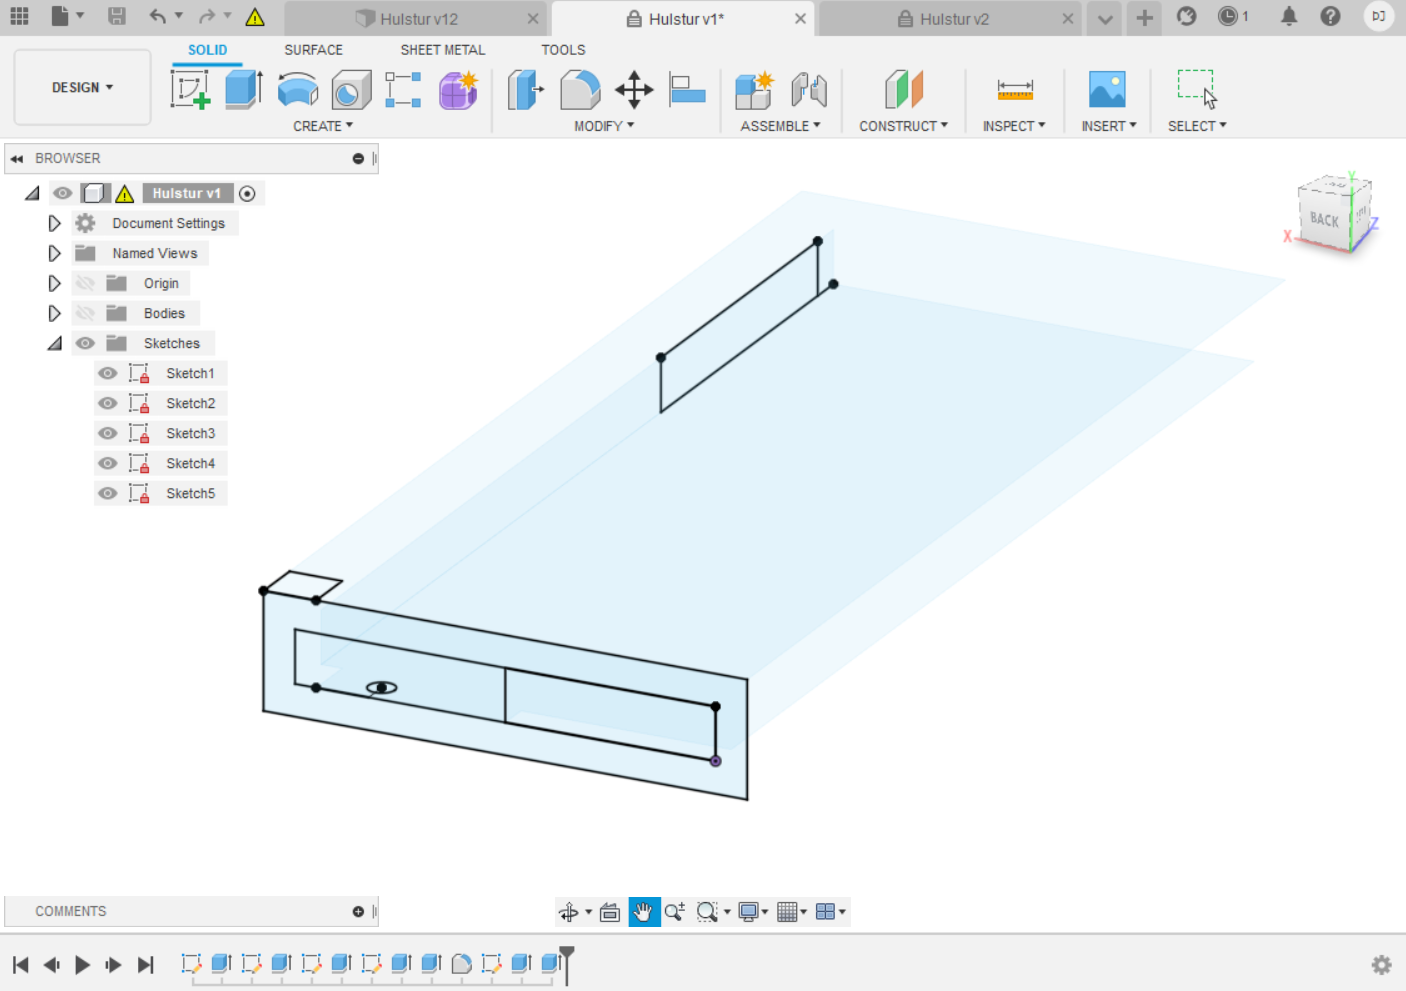 Hulstur v12
Hulstur v1*
Hulstur v2
1
DJ
DESIGN
SOLID
SURFACE
SHEET METAL
TOOLS
CREATE
MODIFY
ASSEMBLE
CONSTRUCT
INSPECT
INSERT
SELECT
BROWSER
Hulstur v1
Document Settings
Named Views
Origin
Bodies
Sketches
Sketch1
Sketch2
Sketch3
Sketch4
Sketch5
Y
BACK
X
Z
COMMENTS